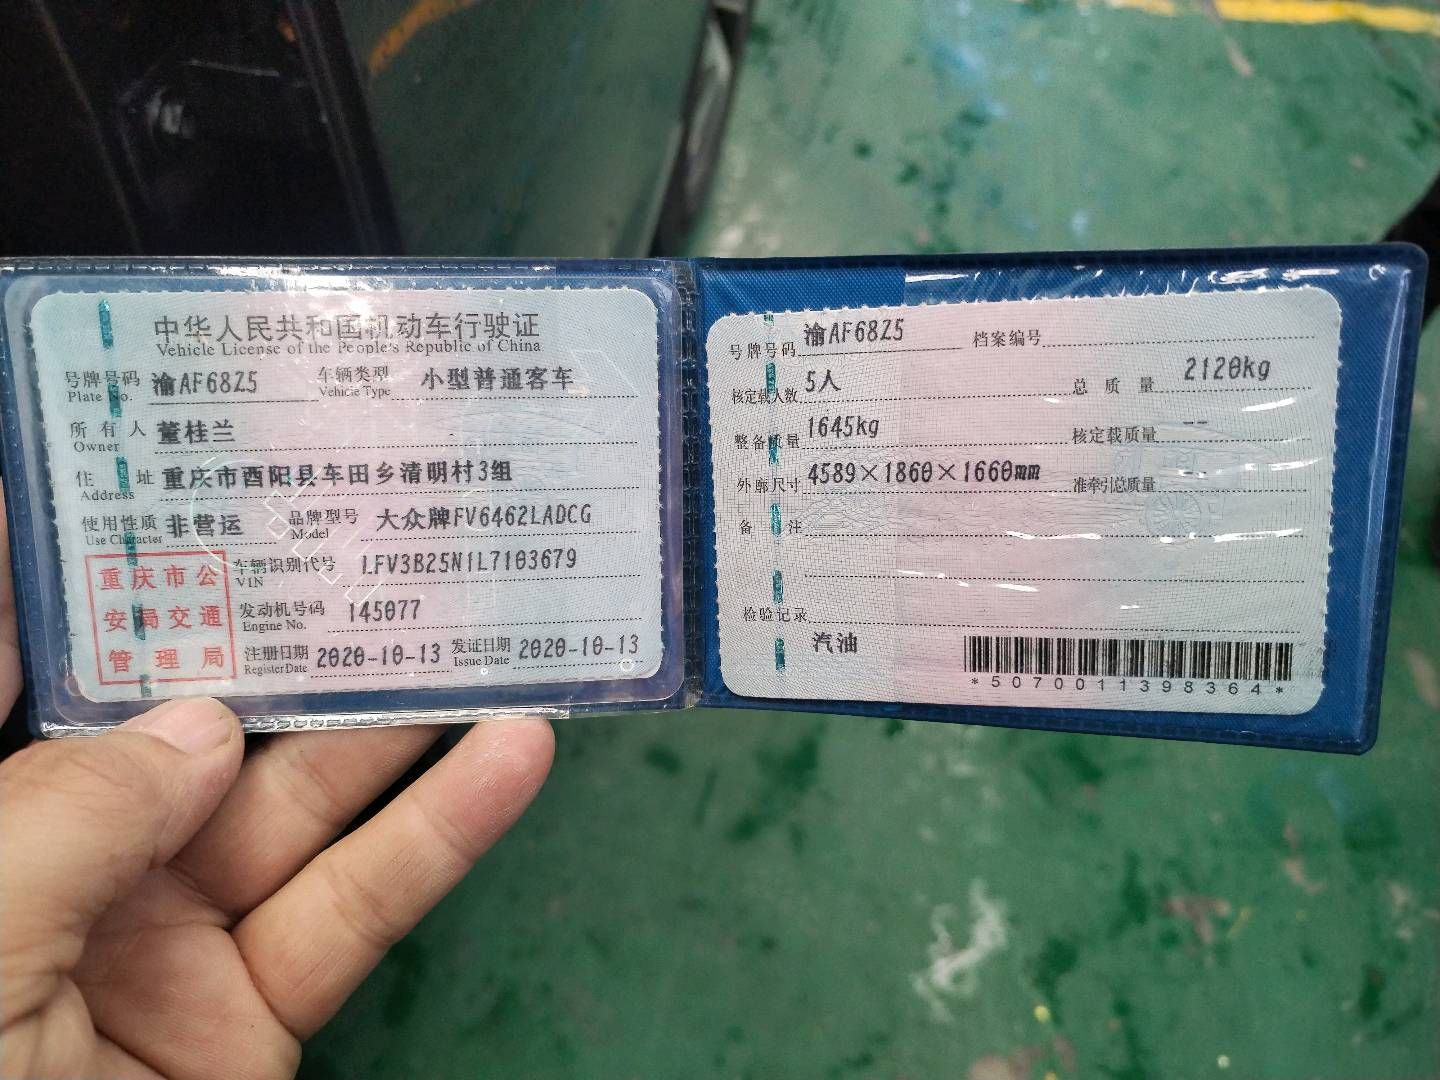 中华人民共和国机动车行驶证
Vehicle License of the People's Republic of China
号牌号码 渝AF68Z5 车辆类型 小型普通客车
Plate No. Vehicle Type
所有人 董桂兰
Owner
住址 重庆市酉阳县车田乡清明村3组
Address
使用性质 非营运 品牌型号 大众牌FV6462LADCG
Use Character Model
重庆市公
安局交通
管理局
车辆识别代号 LFV3B25N1L7103679
VIN
发动机号码 145077
Engine No.
注册日期 2020-10-13 发证日期 2020-10-13
Register Date Issue Date
号牌号码 渝AF68Z5 档案编号
核定载人数 5人 总质量 2120kg
整备质量 1645kg 核定载质量 --
外廓尺寸 4589×1860×1660mm 准牵引总质量
备注
检验记录
汽油
*5070011398364*